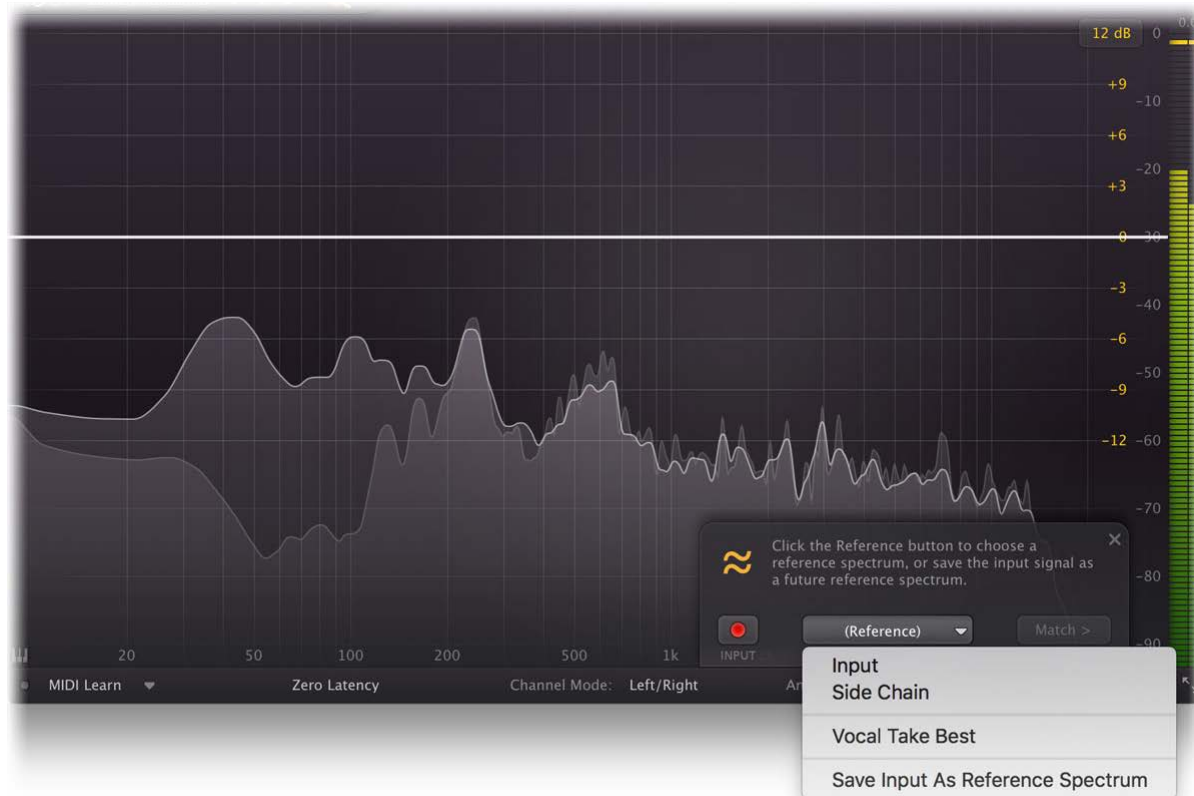 12 dB 0 0.
+9
-10
+6
-20
+3
0 -30
-3
-40
-6
-50
-9
-12 -60
-70
Click the Reference button to choose a
reference spectrum, or save the input signal as
a future reference spectrum.
-80
(Reference) Match >
-90
20 50 100 200 500 1k INPUT
MIDI Learn Zero Latency Channel Mode: Left/Right
Input
Side Chain
Vocal Take Best
Save Input As Reference Spectrum